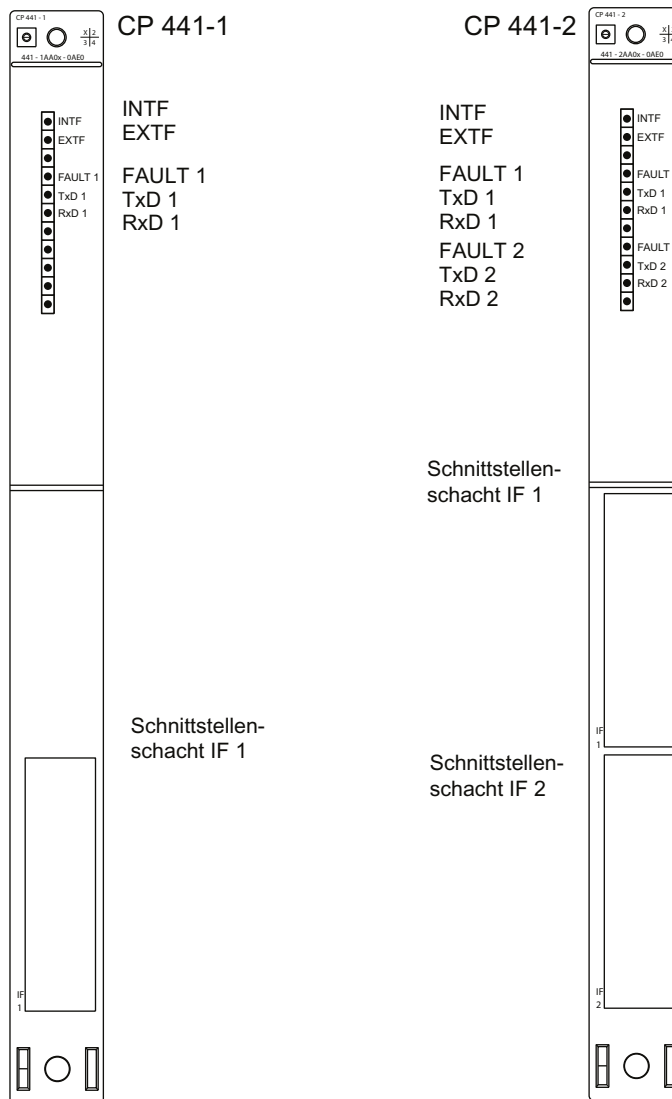 CP 441 - 1
X 2
3 4
441 - 1AA0x - 0AE0
INTF
EXTF
FAULT 1
TxD 1
RxD 1
IF
1
CP 441-1
INTF
EXTF
FAULT 1
TxD 1
RxD 1
Schnittstellen-
schacht IF 1
CP 441-2
INTF
EXTF
FAULT 1
TxD 1
RxD 1
FAULT 2
TxD 2
RxD 2
Schnittstellen-
schacht IF 1
Schnittstellen-
schacht IF 2
CP 441 - 2
X
3
441 - 2AA0x - 0AE0
INTF
EXTF
FAULT
TxD 1
RxD 1
FAULT
TxD 2
RxD 2
IF
1
IF
2